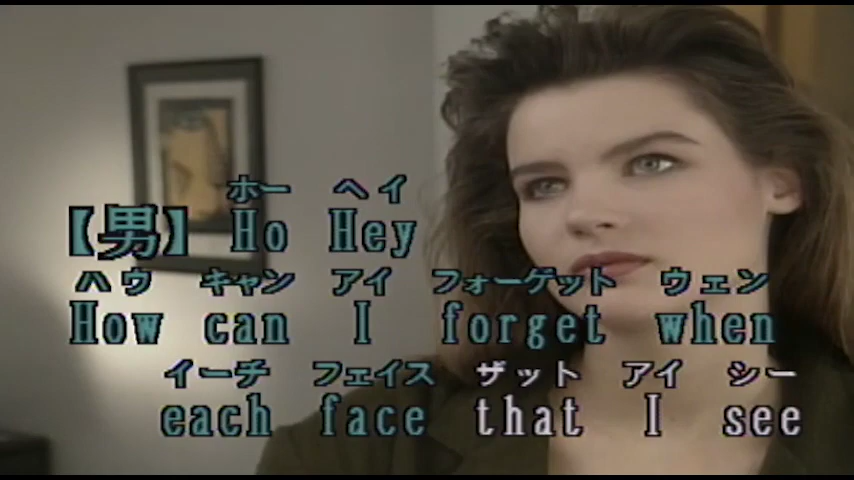 ホー ヘイ
【男】 Ho Hey
ハウ キャン アイ フォーゲット ウェン
How can I forget when
イーチ フェイス ザット アイ シー
each face that I see